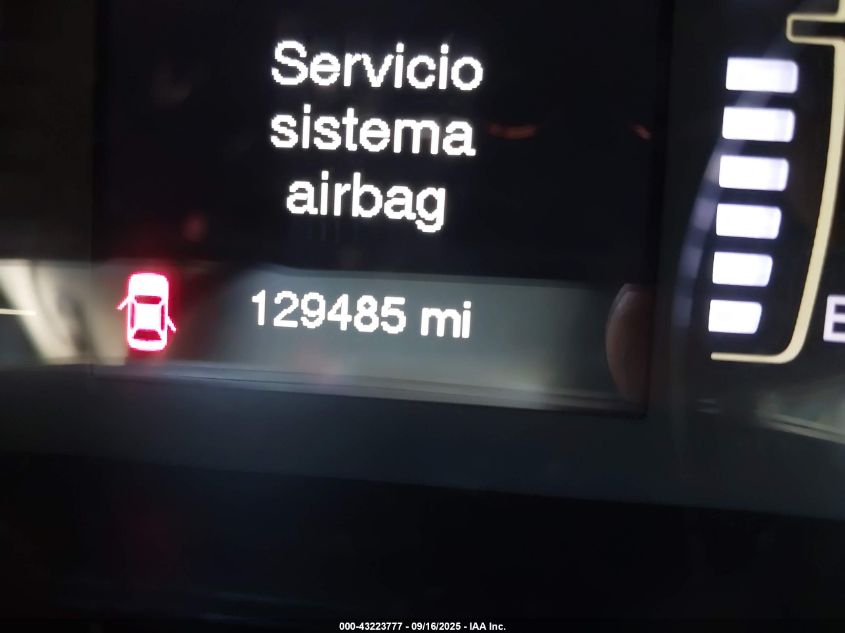 Servicio
sistema
airbag
129485 mi
E
000-43223777 - 09/16/2025 - IAA Inc.